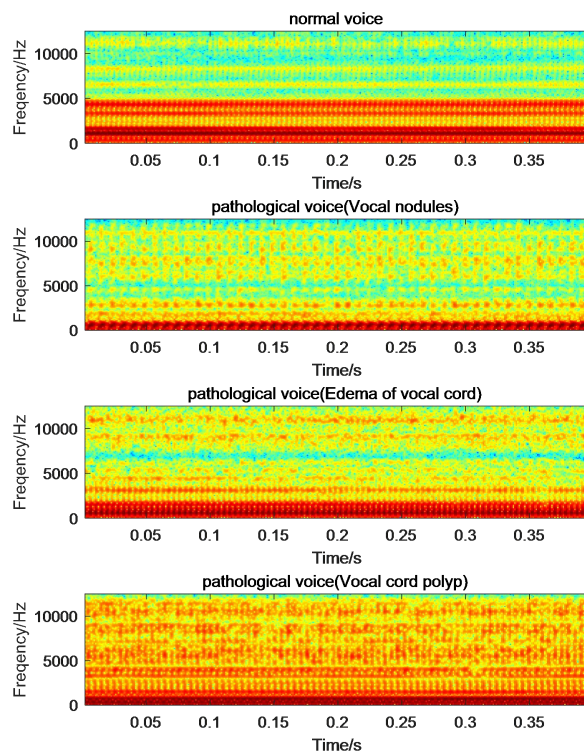 normal voice
Freqency/Hz
10000
5000
0
0.05 0.1 0.15 0.2 0.25 0.3 0.35
Time/s
pathological voice(Vocal nodules)
Freqency/Hz
10000
5000
0
0.05 0.1 0.15 0.2 0.25 0.3 0.35
Time/s
pathological voice(Edema of vocal cord)
Freqency/Hz
10000
5000
0
0.05 0.1 0.15 0.2 0.25 0.3 0.35
Time/s
pathological voice(Vocal cord polyp)
Freqency/Hz
10000
5000
0
0.05 0.1 0.15 0.2 0.25 0.3 0.35
Time/s